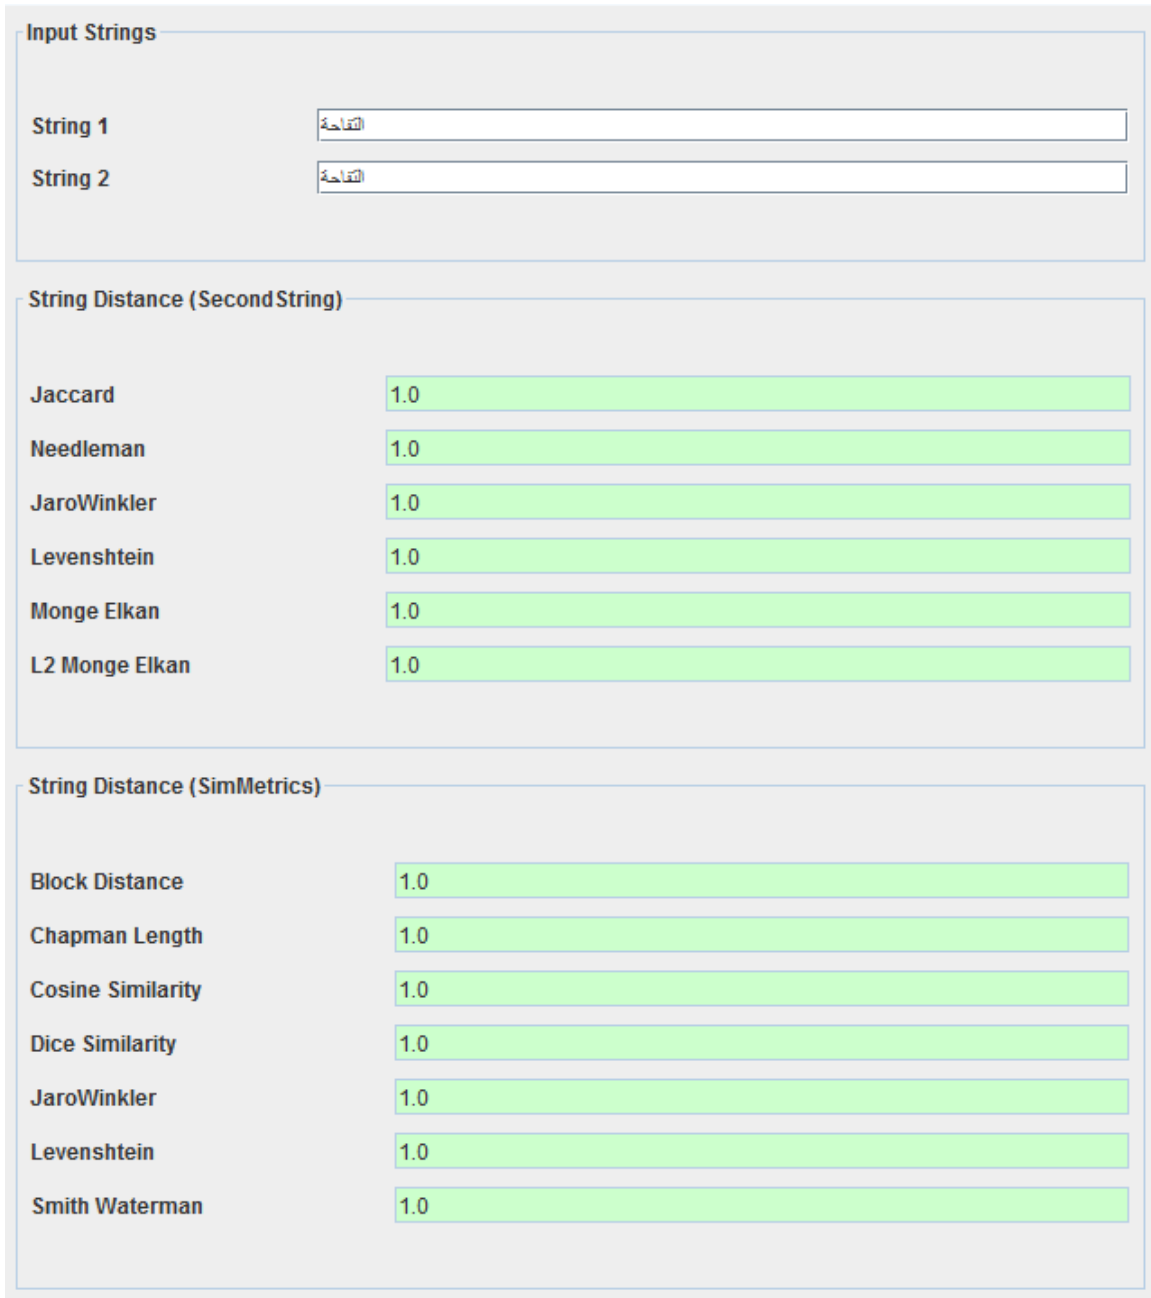 Input Strings
String 1 التفاحة
String 2 التفاحة
String Distance (SecondString)
Jaccard 1.0
Needleman 1.0
JaroWinkler 1.0
Levenshtein 1.0
Monge Elkan 1.0
L2 Monge Elkan 1.0
String Distance (SimMetrics)
Block Distance 1.0
Chapman Length 1.0
Cosine Similarity 1.0
Dice Similarity 1.0
JaroWinkler 1.0
Levenshtein 1.0
Smith Waterman 1.0